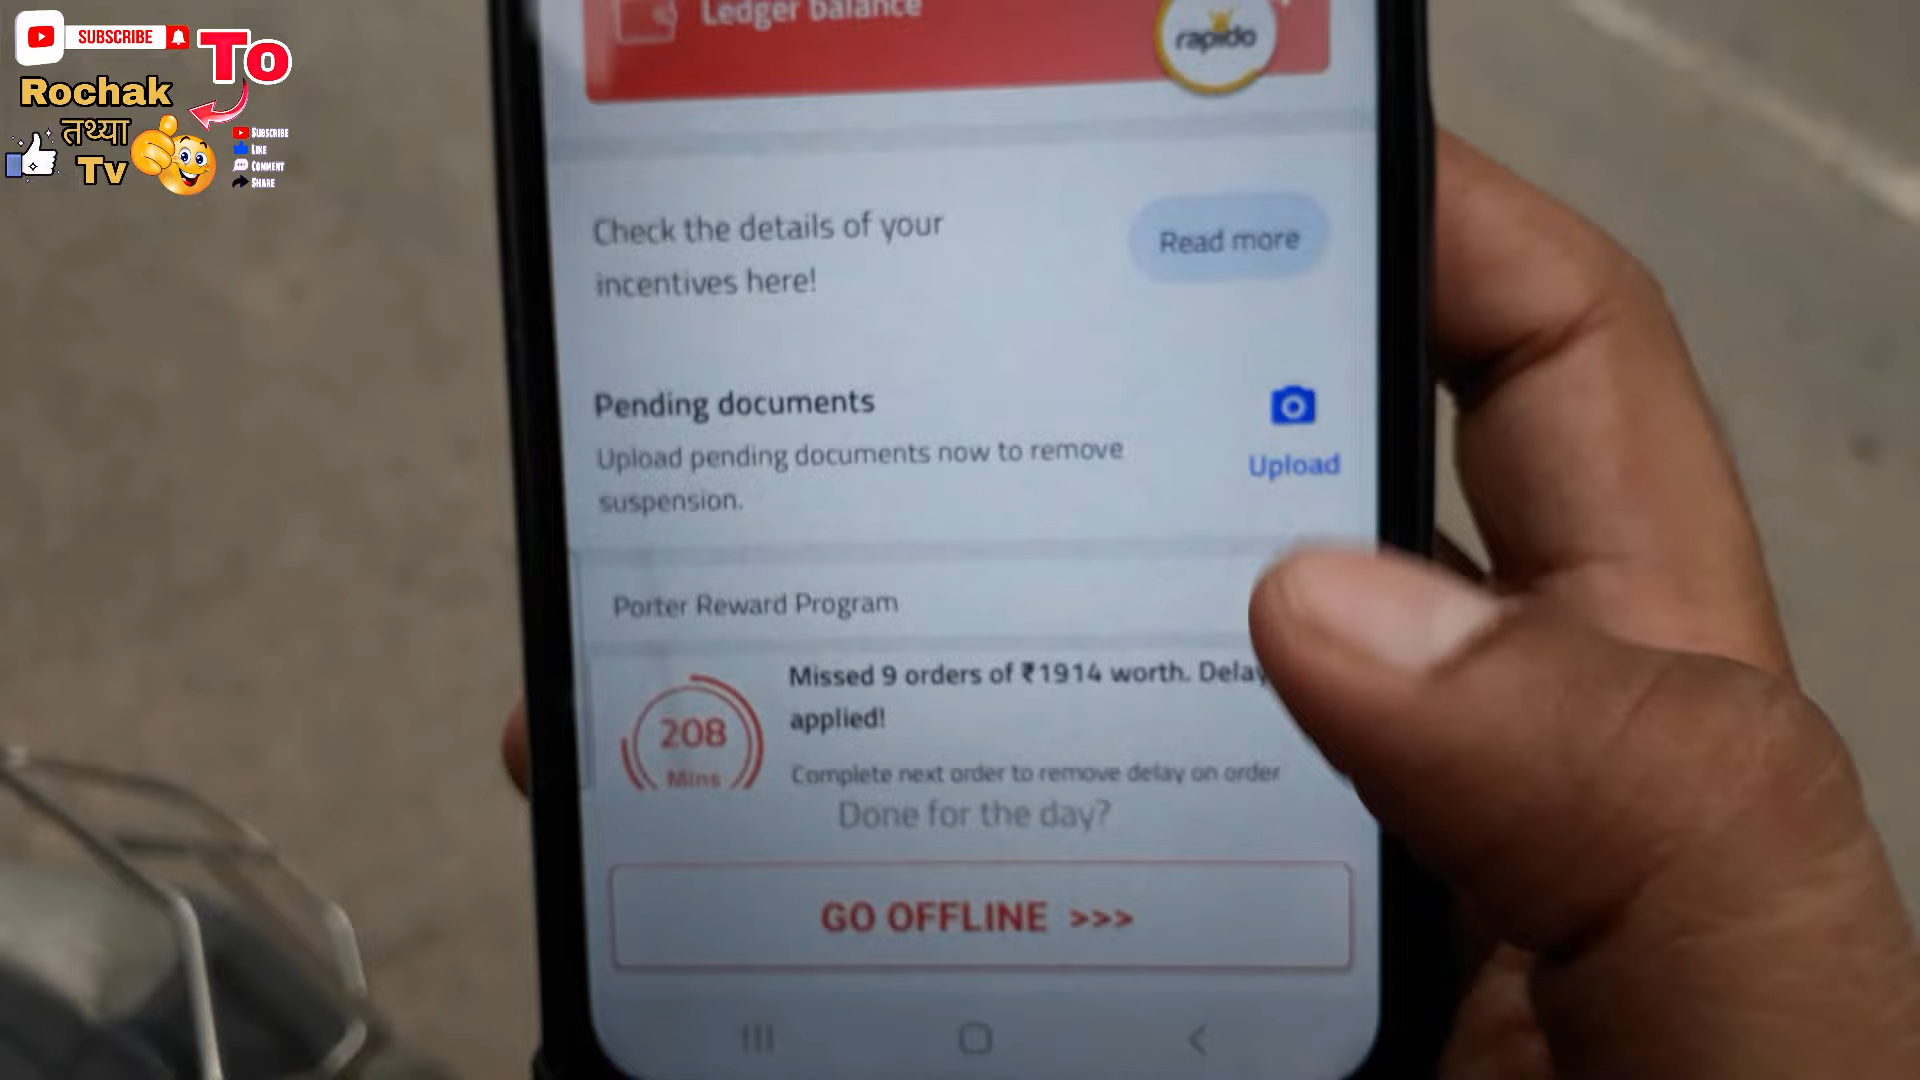 SUBSCRIBE
To
Rochak
तथ्या
Tv
SUBSCRIBE
LIKE
COMMENT
SHARE
Ledger balance
rapido
Check the details of your
incentives here!
Read more
Pending documents
Upload pending documents now to remove
suspension.
Upload
Porter Reward Program
208
Mins
Missed 9 orders of ₹1914 worth. Delay
applied!
Complete next order to remove delay on order
Done for the day?
GO OFFLINE >>>